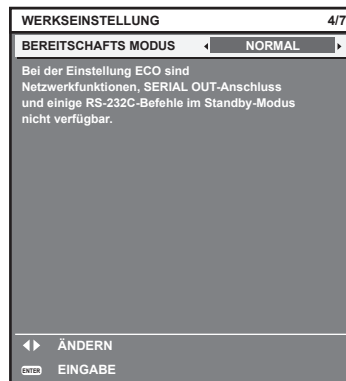 WERKSEINSTELLUNG 4/7
BEREITSCHAFTS MODUS NORMAL
Bei der Einstellung ECO sind
Netzwerkfunktionen, SERIAL OUT-Anschluss
und einige RS-232C-Befehle im Standby-Modus
nicht verfügbar.
ÄNDERN
ENTER EINGABE